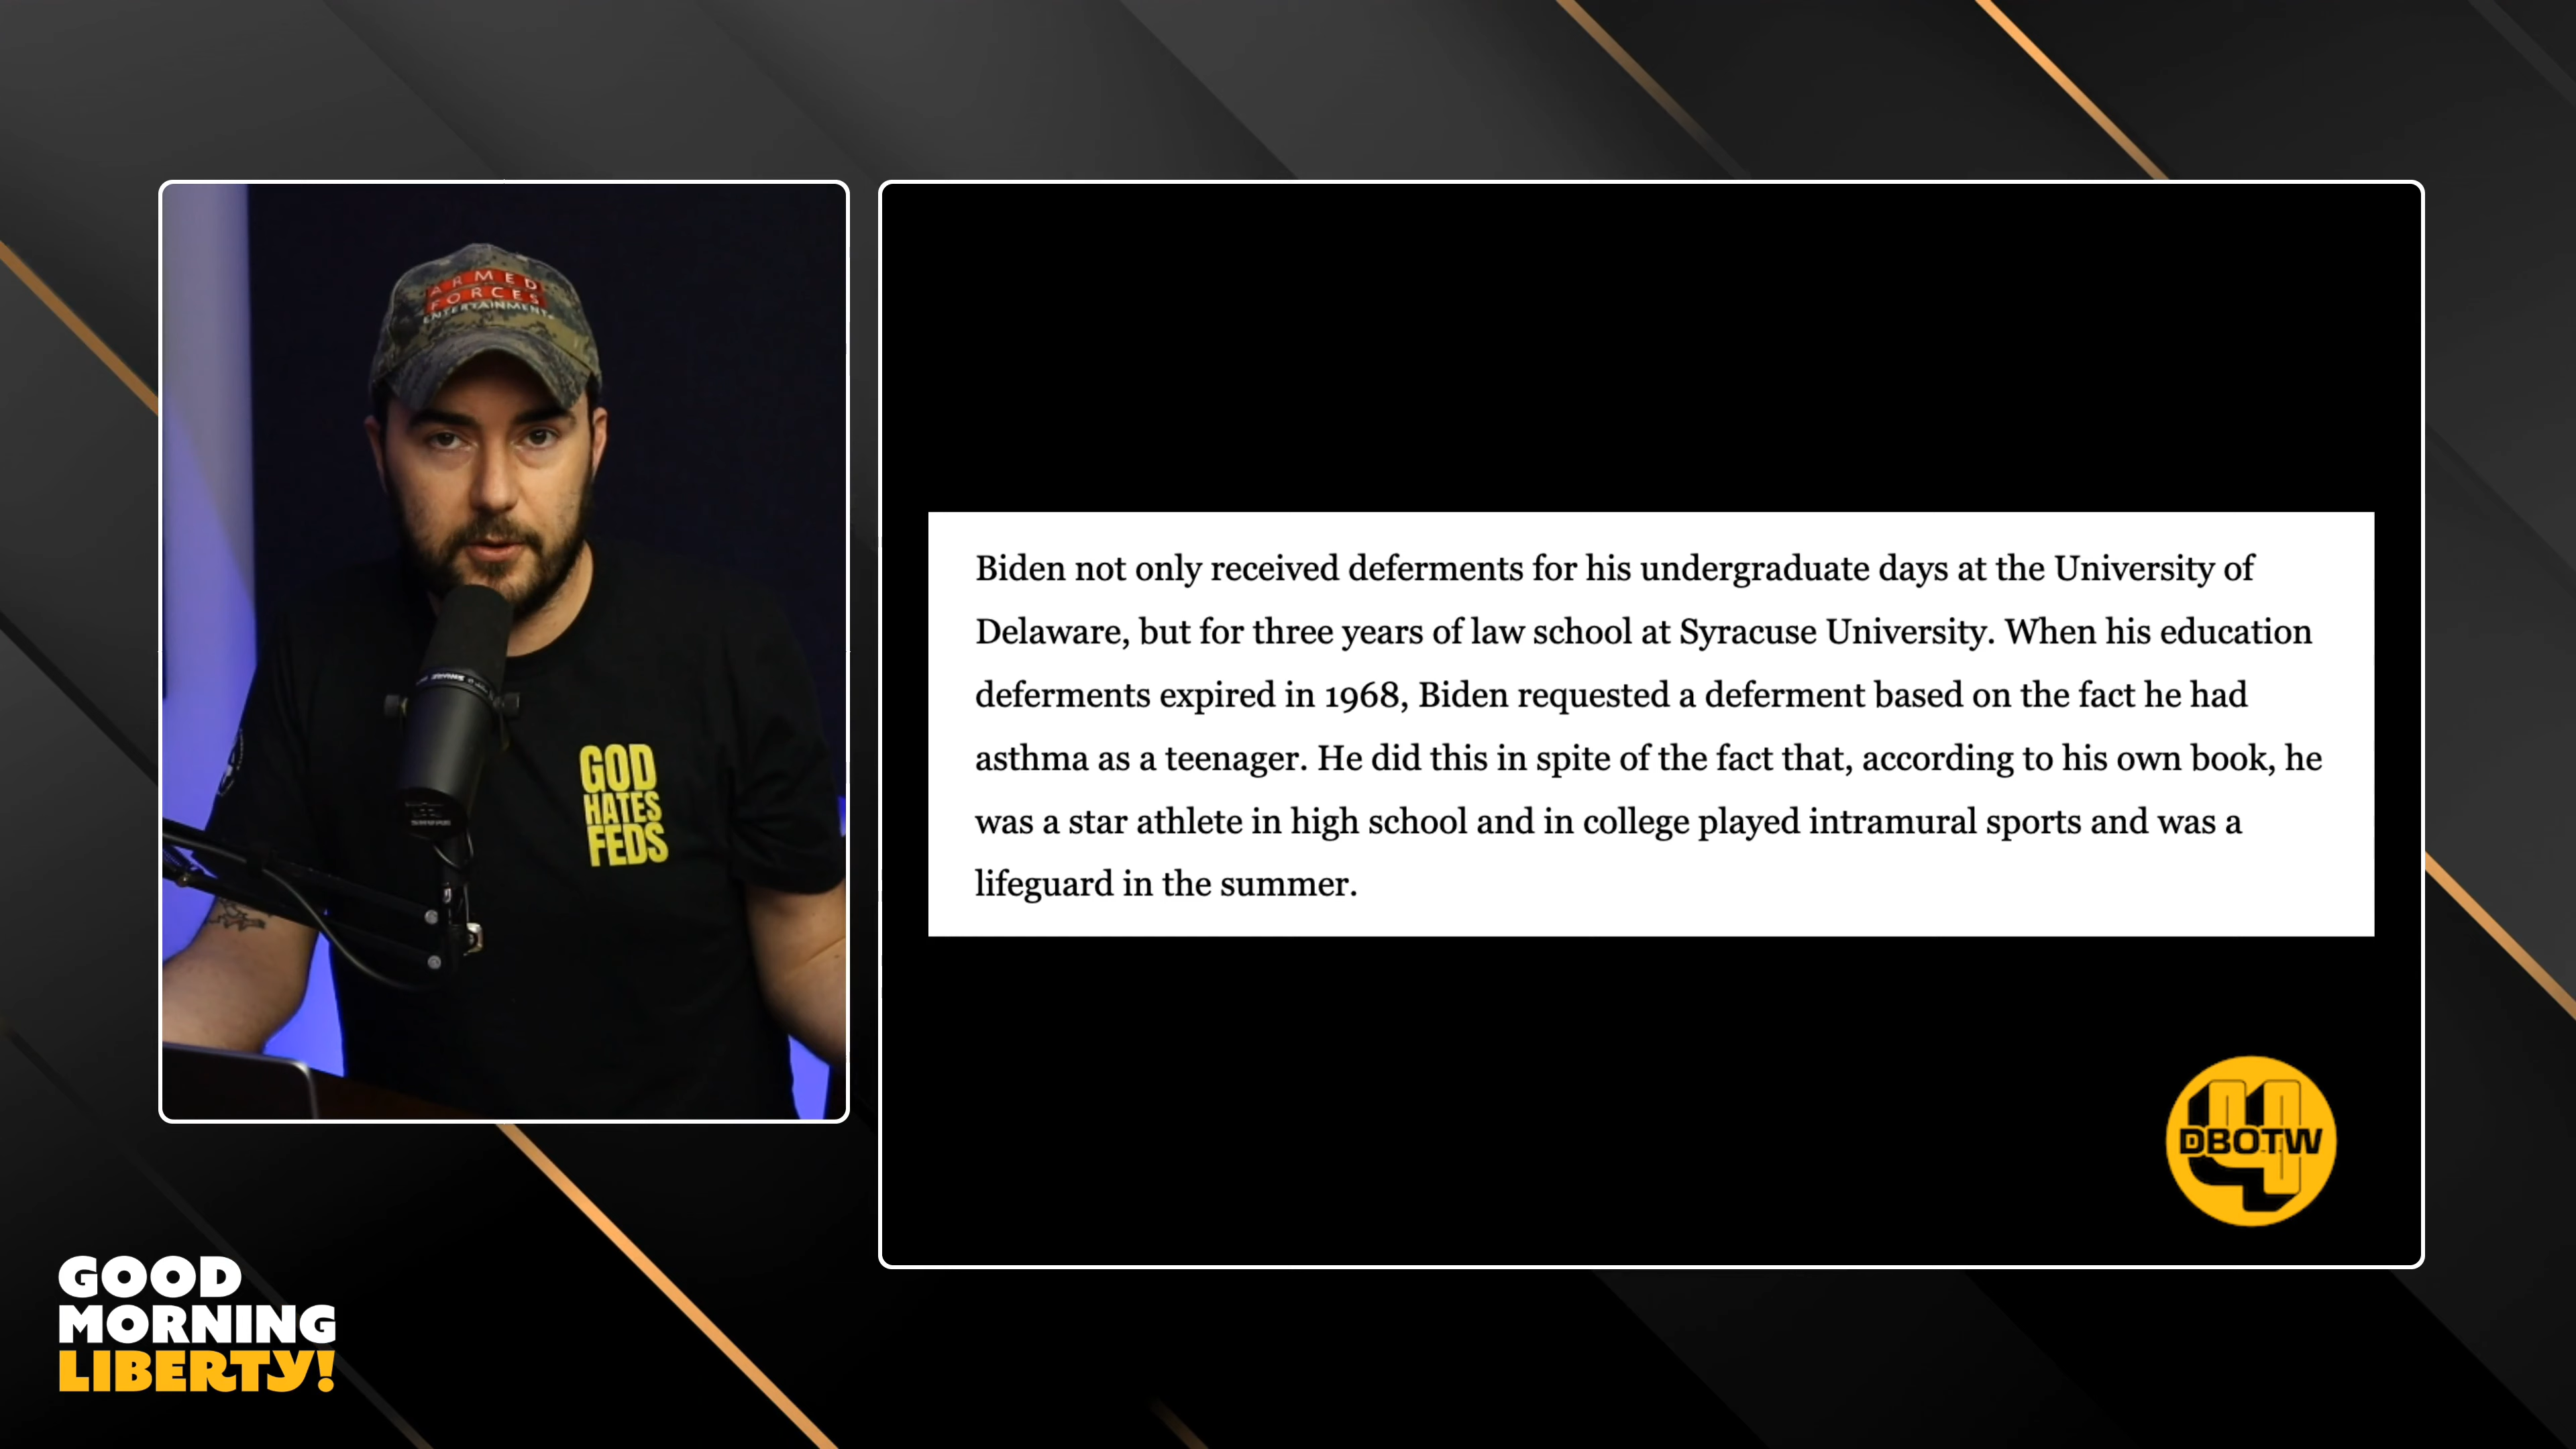 ARMED
FORCES
ENTERTAINMENT
GOD
HATES
FEDS
Biden not only received deferments for his undergraduate days at the University of
Delaware, but for three years of law school at Syracuse University. When his education
deferments expired in 1968, Biden requested a deferment based on the fact he had
asthma as a teenager. He did this in spite of the fact that, according to his own book, he
was a star athlete in high school and in college played intramural sports and was a
lifeguard in the summer.
DBOTW
GOOD
MORNING
LIBERTY!